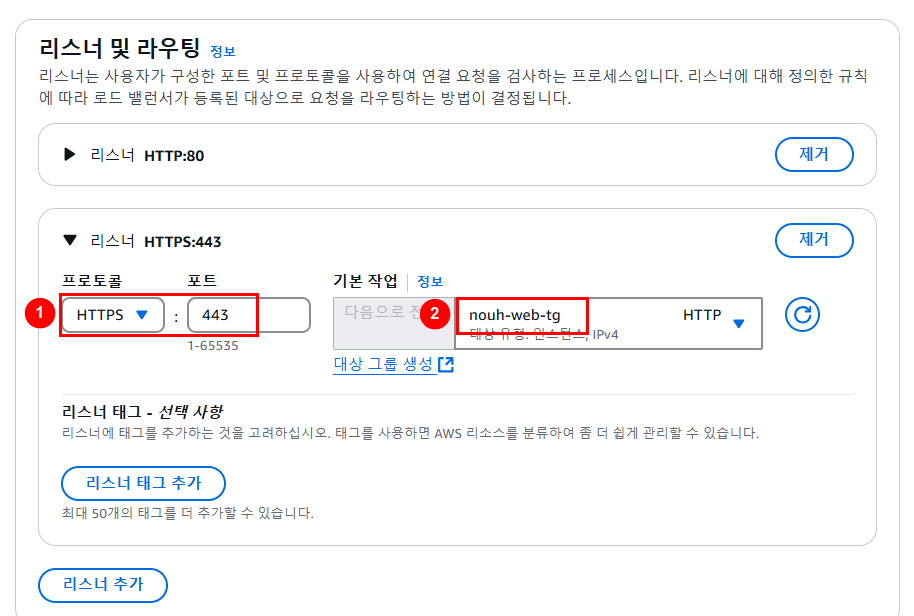 리스너 및 라우팅 정보
리스너는 사용자가 구성한 포트 및 프로토콜을 사용하여 연결 요청을 검사하는 프로세스입니다. 리스너에 대해 정의한 규칙
에 따라 로드 밸런서가 등록된 대상으로 요청을 라우팅하는 방법이 결정됩니다.
리스너 HTTP:80
제거
리스너 HTTPS:443
제거
프로토콜
포트
기본 작업 정보
1
HTTPS
:
443
다음으로
2
nouh-web-tg
HTTP
대상 유형: 인스턴스, IPv4
1-65535
대상 그룹 생성
리스너 태그 - 선택 사항
리스너에 태그를 추가하는 것을 고려하십시오. 태그를 사용하면 AWS 리소스를 분류하여 좀 더 쉽게 관리할 수 있습니다.
리스너 태그 추가
최대 50개의 태그를 더 추가할 수 있습니다.
리스너 추가